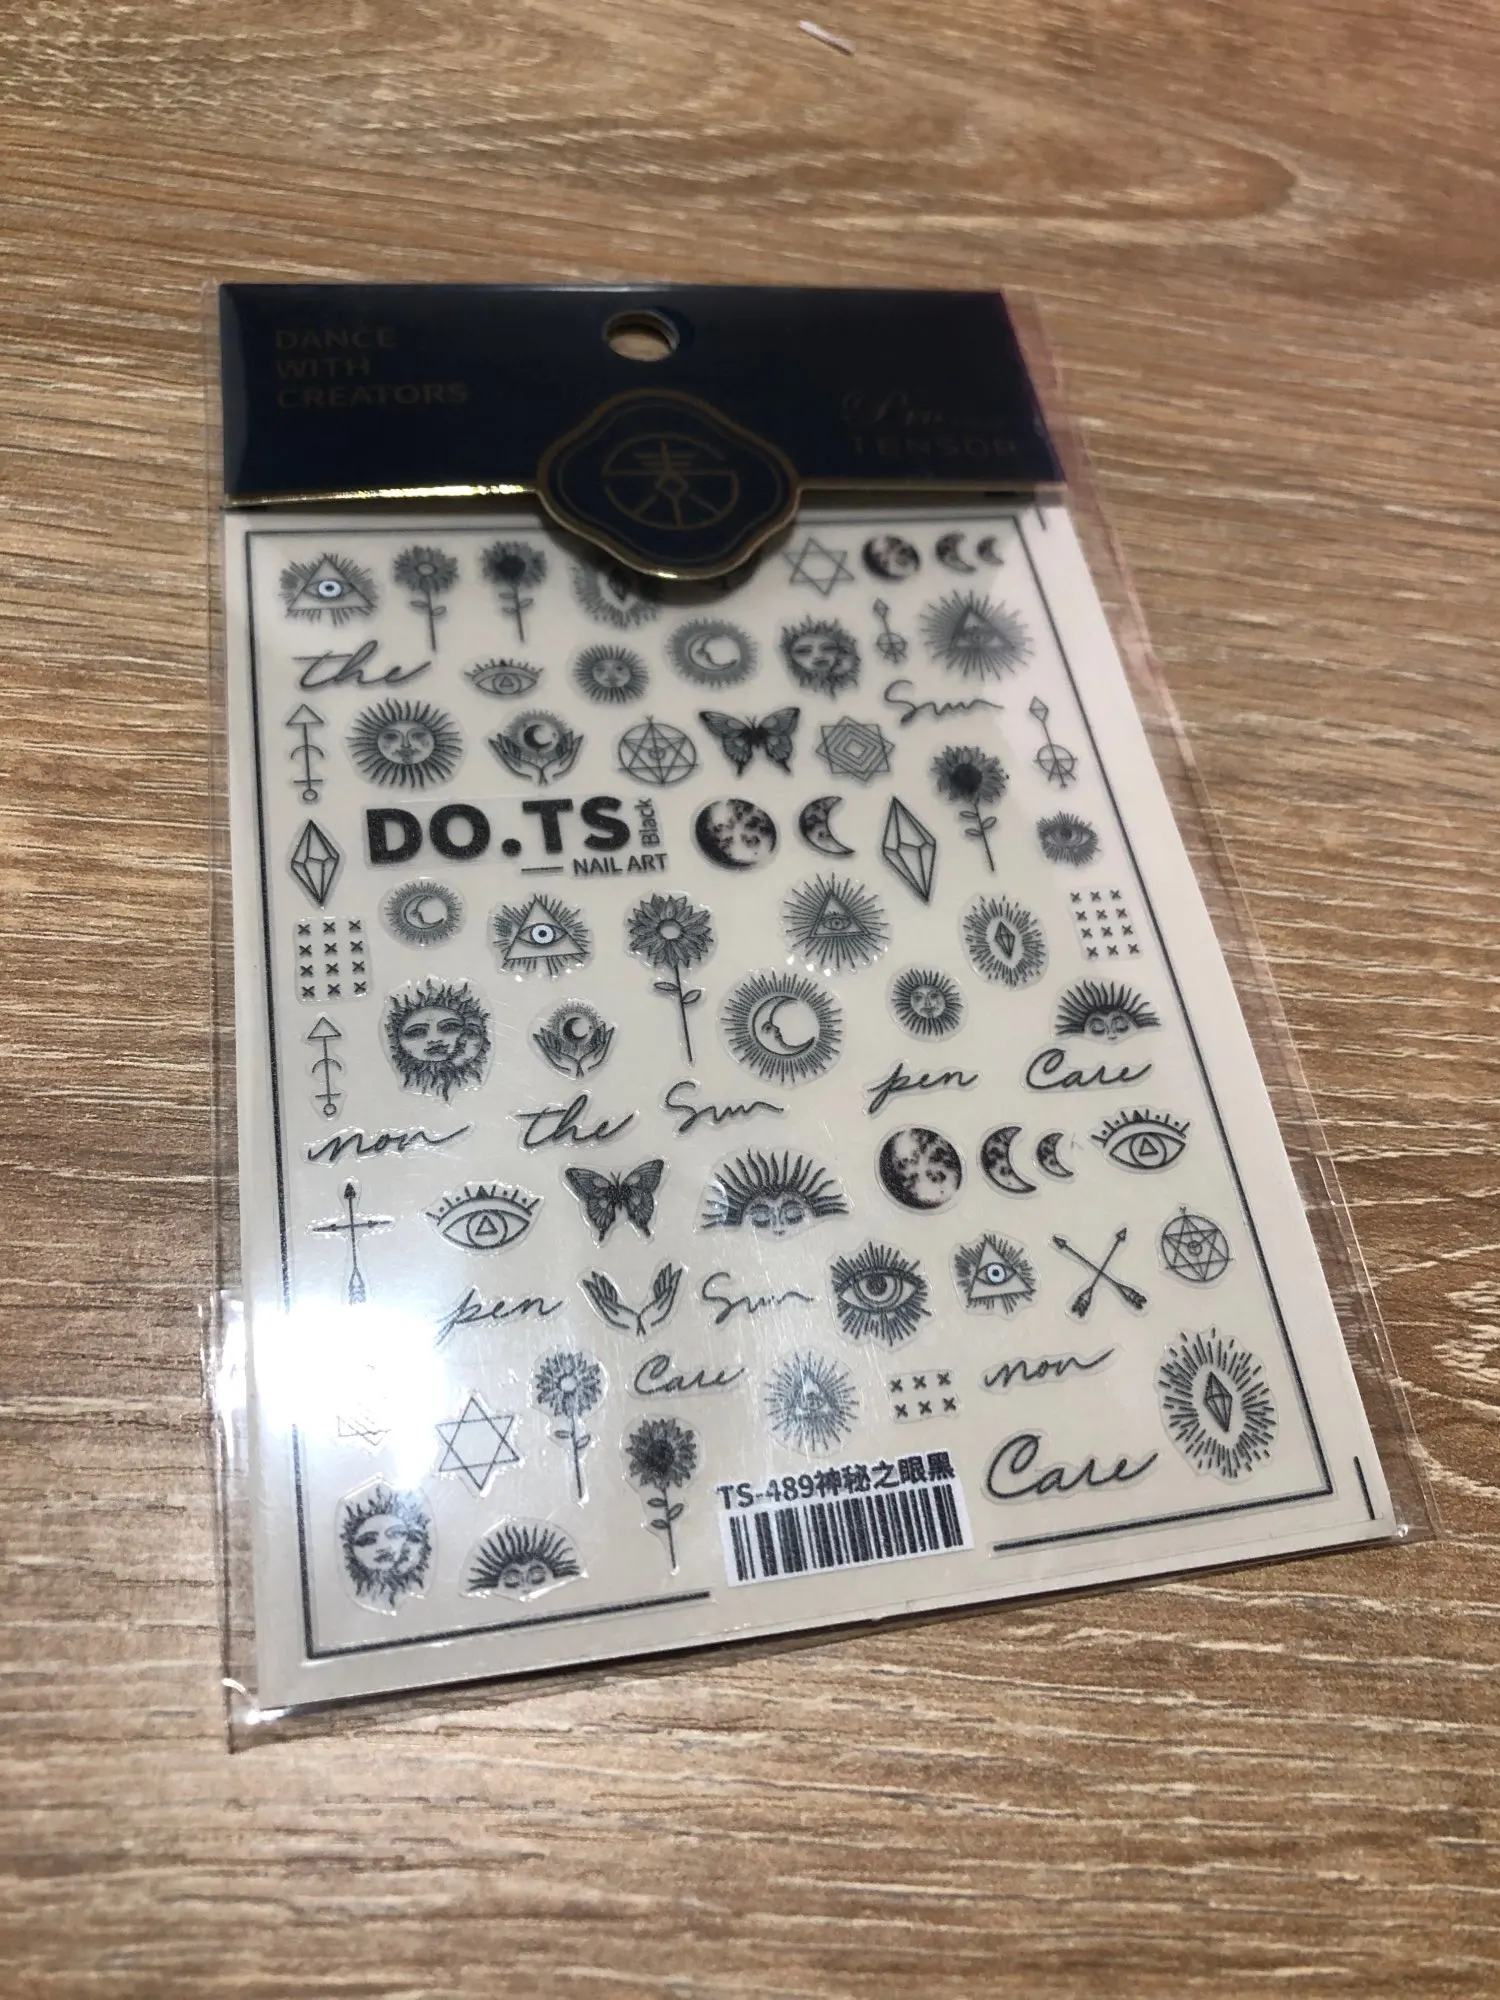 DANCE
WITH
CREATORS
TENSOR
the
Sun
DO.TS
Black
NAIL ART
pen Care
non the Sun
pen Sun
Care non
Care
TS-489神秘之眼黑